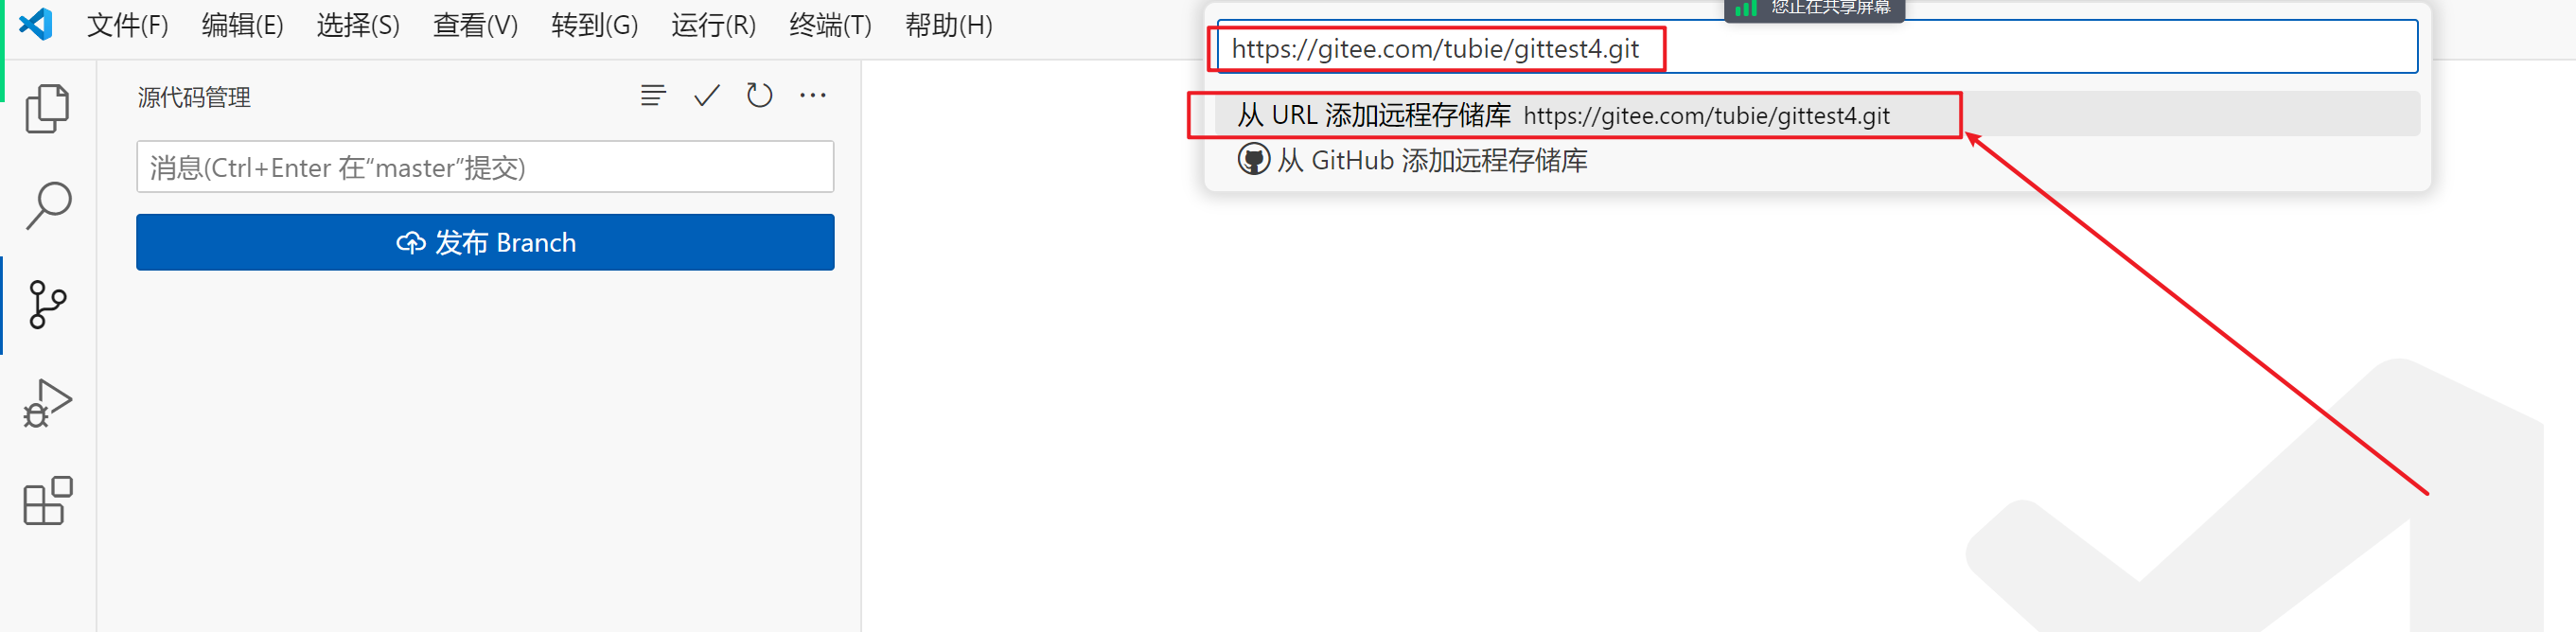 文件(F) 编辑(E) 选择(S) 查看(V) 转到(G) 运行(R) 终端(T) 帮助(H)
您正在共享屏幕
https://gitee.com/tubie/gittest4.git
从 URL 添加远程存储库 https://gitee.com/tubie/gittest4.git
从 GitHub 添加远程存储库
源代码管理
消息(Ctrl+Enter 在“master”提交)
发布 Branch